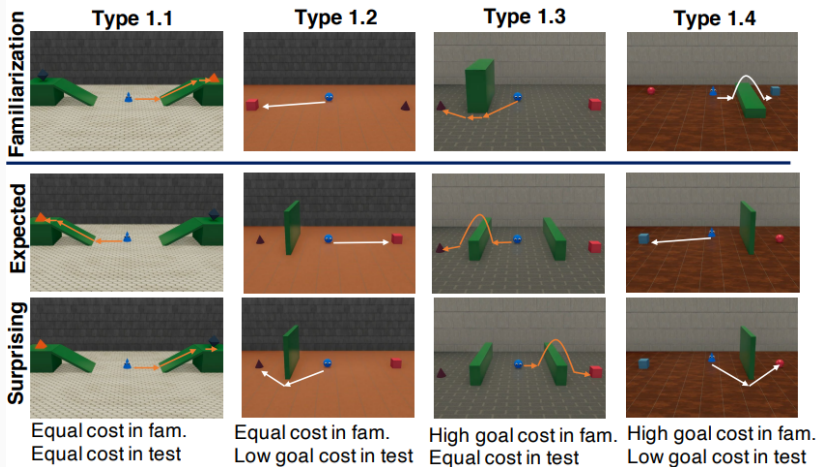 Type 1.1 Type 1.2 Type 1.3 Type 1.4
Familiarization
Expected
Surprising
Equal cost in fam. Equal cost in fam. High goal cost in fam. High goal cost in fam.
Equal cost in test Low goal cost in test Equal cost in test Low goal cost in test